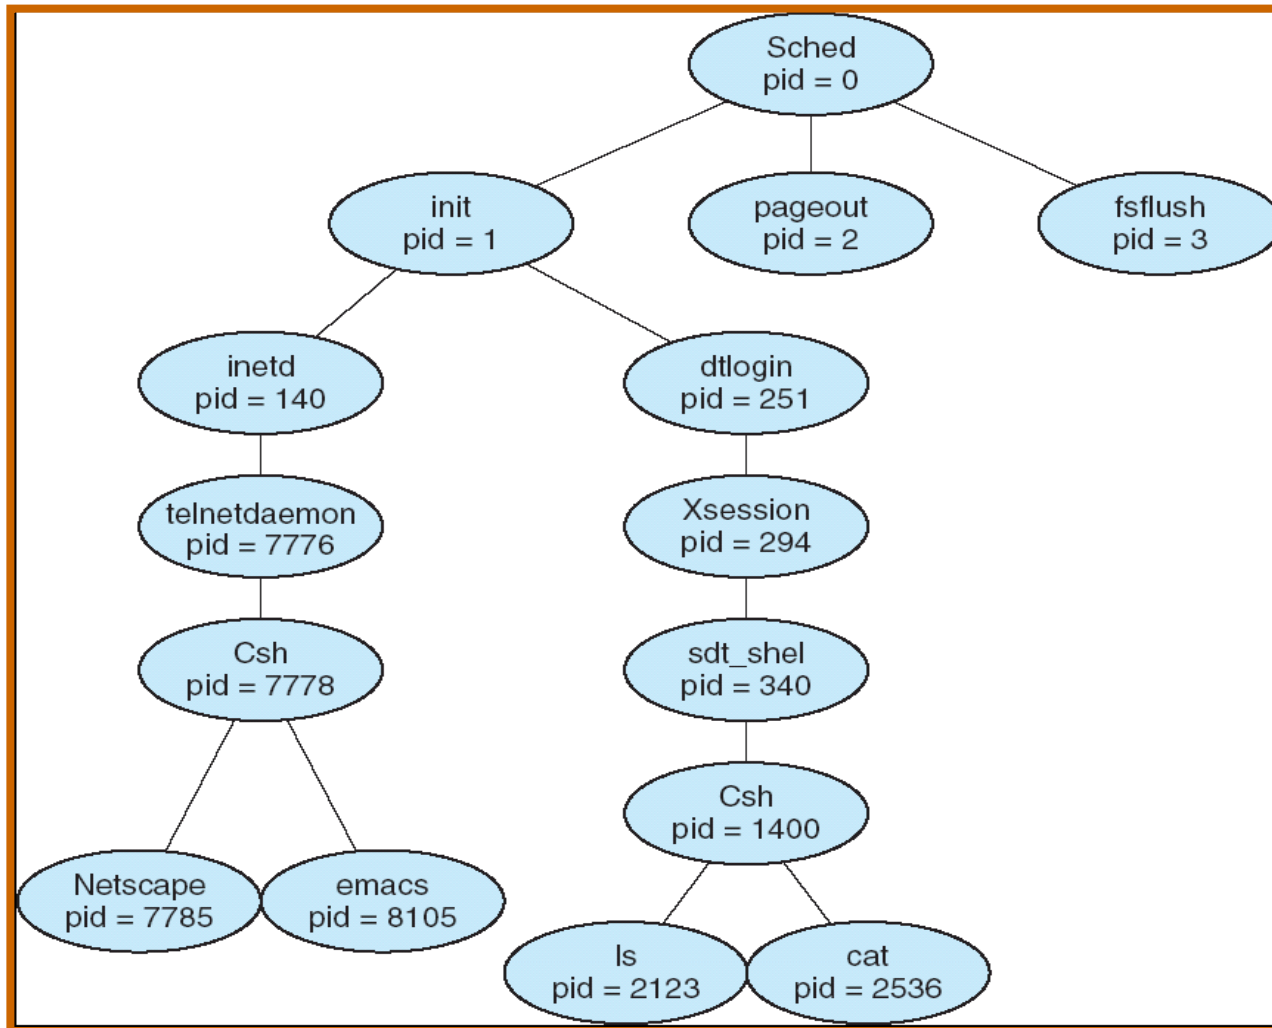 Sched
pid = 0
init
pid = 1
pageout
pid = 2
fsflush
pid = 3
inetd
pid = 140
dtlogin
pid = 251
telnetdaemon
pid = 7776
Xsession
pid = 294
Csh
pid = 7778
sdt_shel
pid = 340
Csh
pid = 1400
Netscape
pid = 7785
emacs
pid = 8105
ls
pid = 2123
cat
pid = 2536